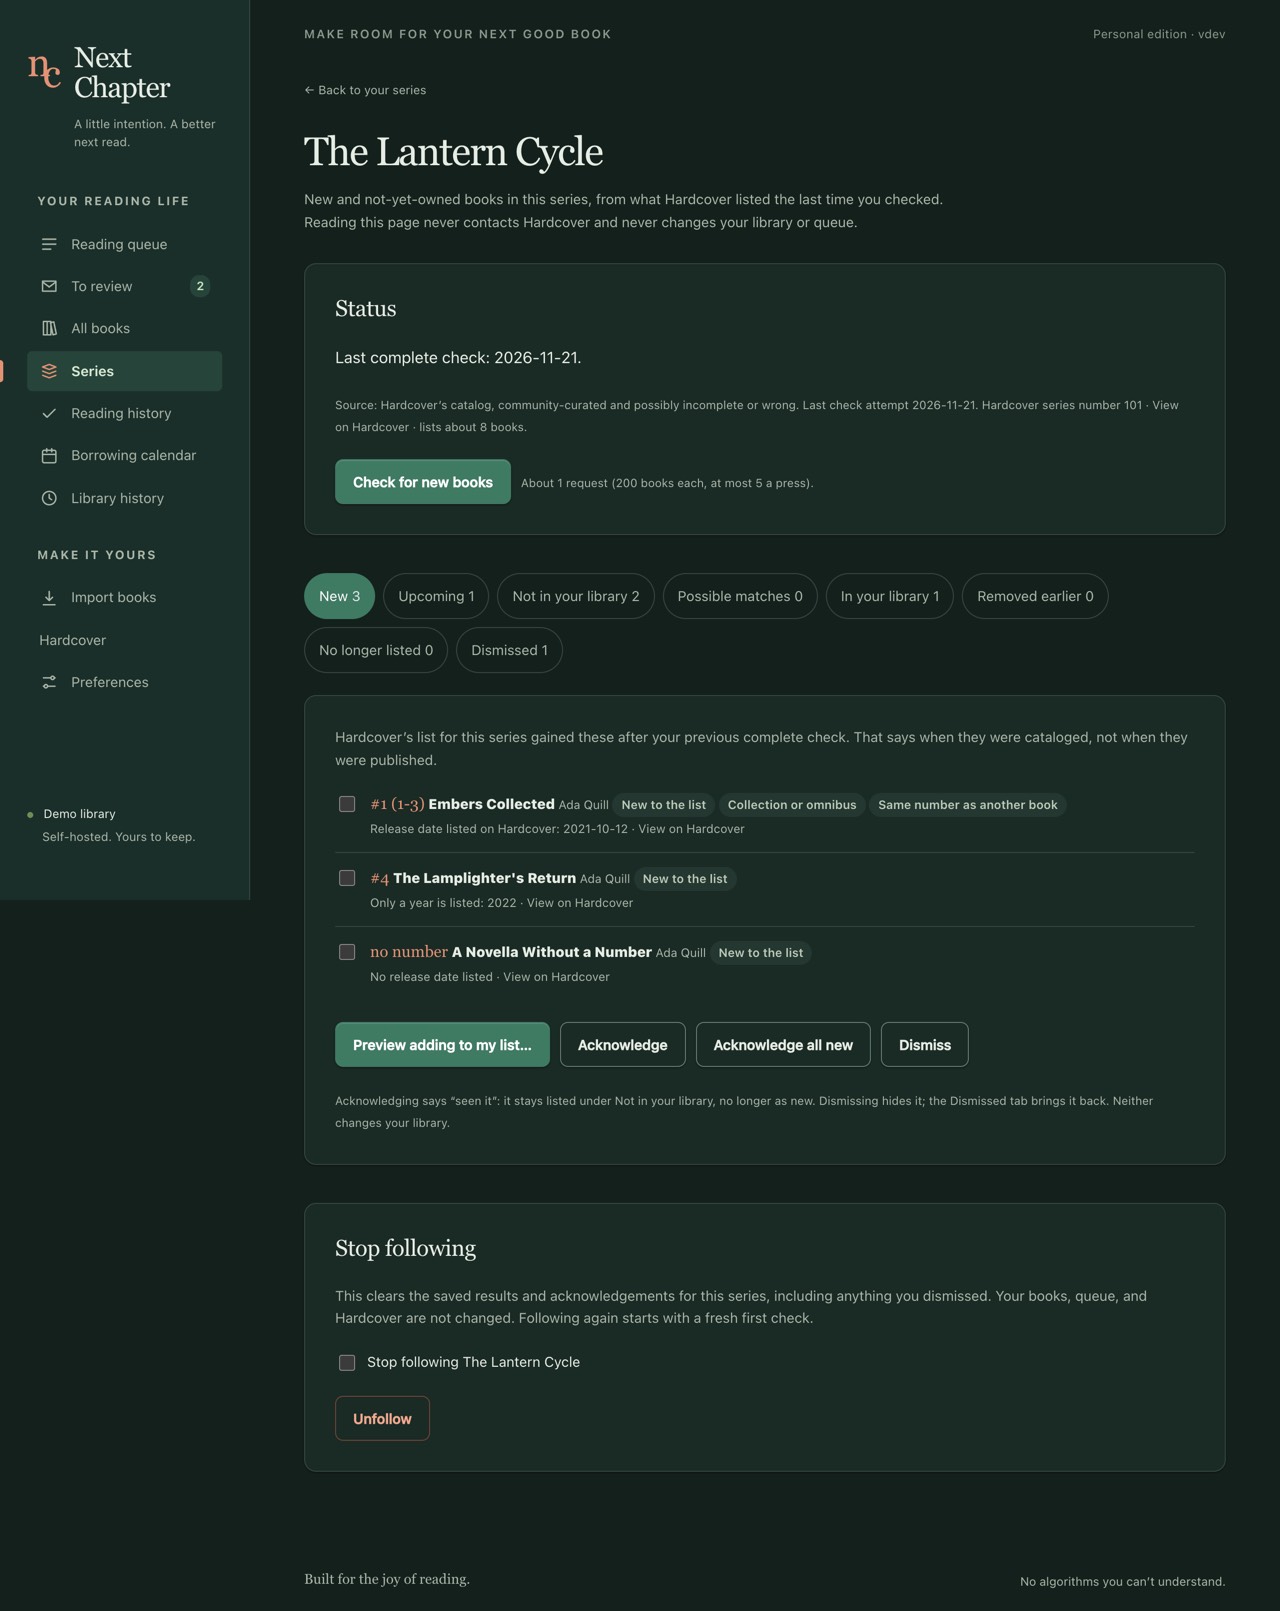 nc
Next
Chapter
A little intention. A better
next read.
YOUR READING LIFE
Reading queue
To review 2
All books
Series
Reading history
Borrowing calendar
Library history
MAKE IT YOURS
Import books
Hardcover
Preferences
Demo library
Self-hosted. Yours to keep.
MAKE ROOM FOR YOUR NEXT GOOD BOOK
Personal edition · vdev
← Back to your series
The Lantern Cycle
New and not-yet-owned books in this series, from what Hardcover listed the last time you checked.
Reading this page never contacts Hardcover and never changes your library or queue.
Status
Last complete check: 2026-11-21.
Source: Hardcover’s catalog, community-curated and possibly incomplete or wrong. Last check attempt 2026-11-21. Hardcover series number 101 · View
on Hardcover · lists about 8 books.
Check for new books About 1 request (200 books each, at most 5 a press).
New 3 Upcoming 1 Not in your library 2 Possible matches 0 In your library 1 Removed earlier 0
No longer listed 0 Dismissed 1
Hardcover’s list for this series gained these after your previous complete check. That says when they were cataloged, not when they
were published.
#1 (1-3) Embers Collected Ada Quill New to the list Collection or omnibus Same number as another book
Release date listed on Hardcover: 2021-10-12 · View on Hardcover
#4 The Lamplighter's Return Ada Quill New to the list
Only a year is listed: 2022 · View on Hardcover
no number A Novella Without a Number Ada Quill New to the list
No release date listed · View on Hardcover
Preview adding to my list… Acknowledge Acknowledge all new Dismiss
Acknowledging says “seen it”: it stays listed under Not in your library, no longer as new. Dismissing hides it; the Dismissed tab brings it back. Neither
changes your library.
Stop following
This clears the saved results and acknowledgements for this series, including anything you dismissed. Your books, queue, and
Hardcover are not changed. Following again starts with a fresh first check.
Stop following The Lantern Cycle
Unfollow
Built for the joy of reading.
No algorithms you can’t understand.